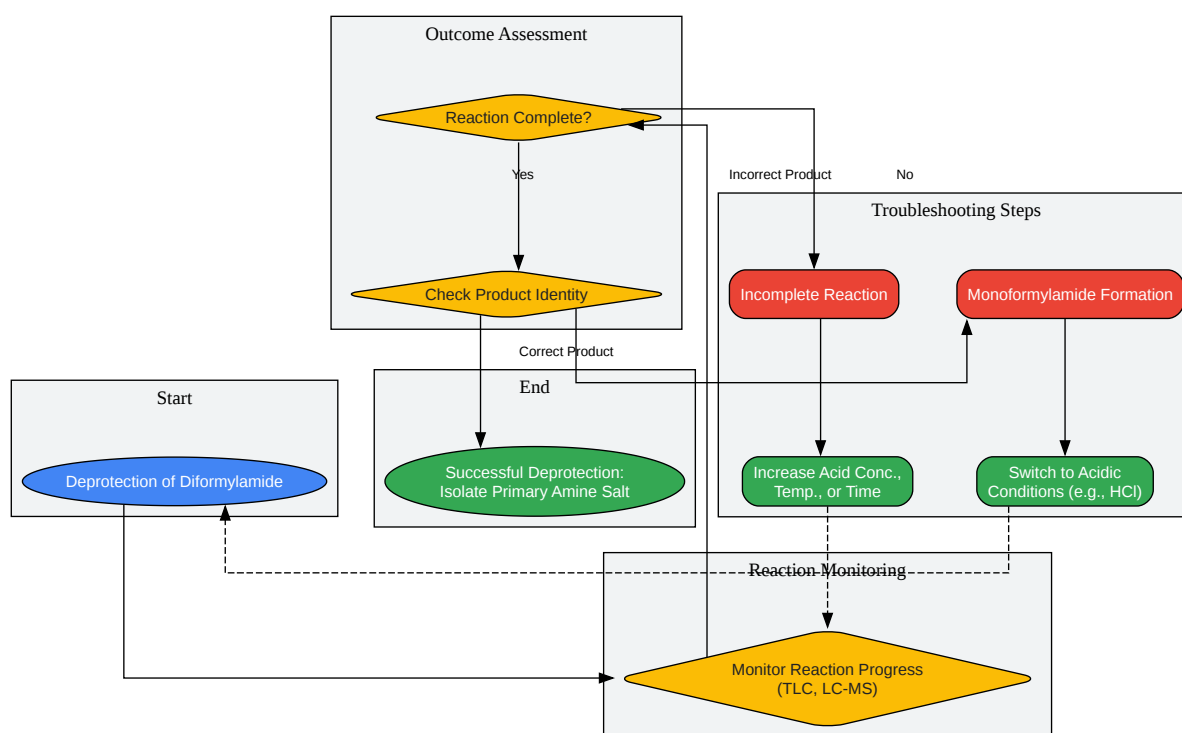 Outcome Assessment
Reaction Complete?
Yes
Incorrect Product
No
Troubleshooting Steps
Check Product Identity
Incomplete Reaction
Monoformylamide Formation
Correct Product
Start
End
Deprotection of Diformylamide
Successful Deprotection:
Isolate Primary Amine Salt
Increase Acid Conc.,
Temp., or Time
Switch to Acidic
Conditions (e.g., HCl)
Reaction Monitoring
Monitor Reaction Progress
(TLC, LC-MS)